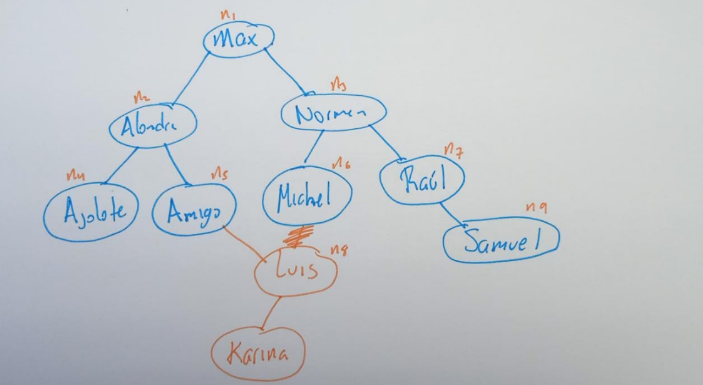 n1
Max
n2
n3
Alondra
Norman
n4
n5
n6
n7
Ajolote
Amigo
Michel
Raúl
n8
n9
Luis
Samuel
Karina